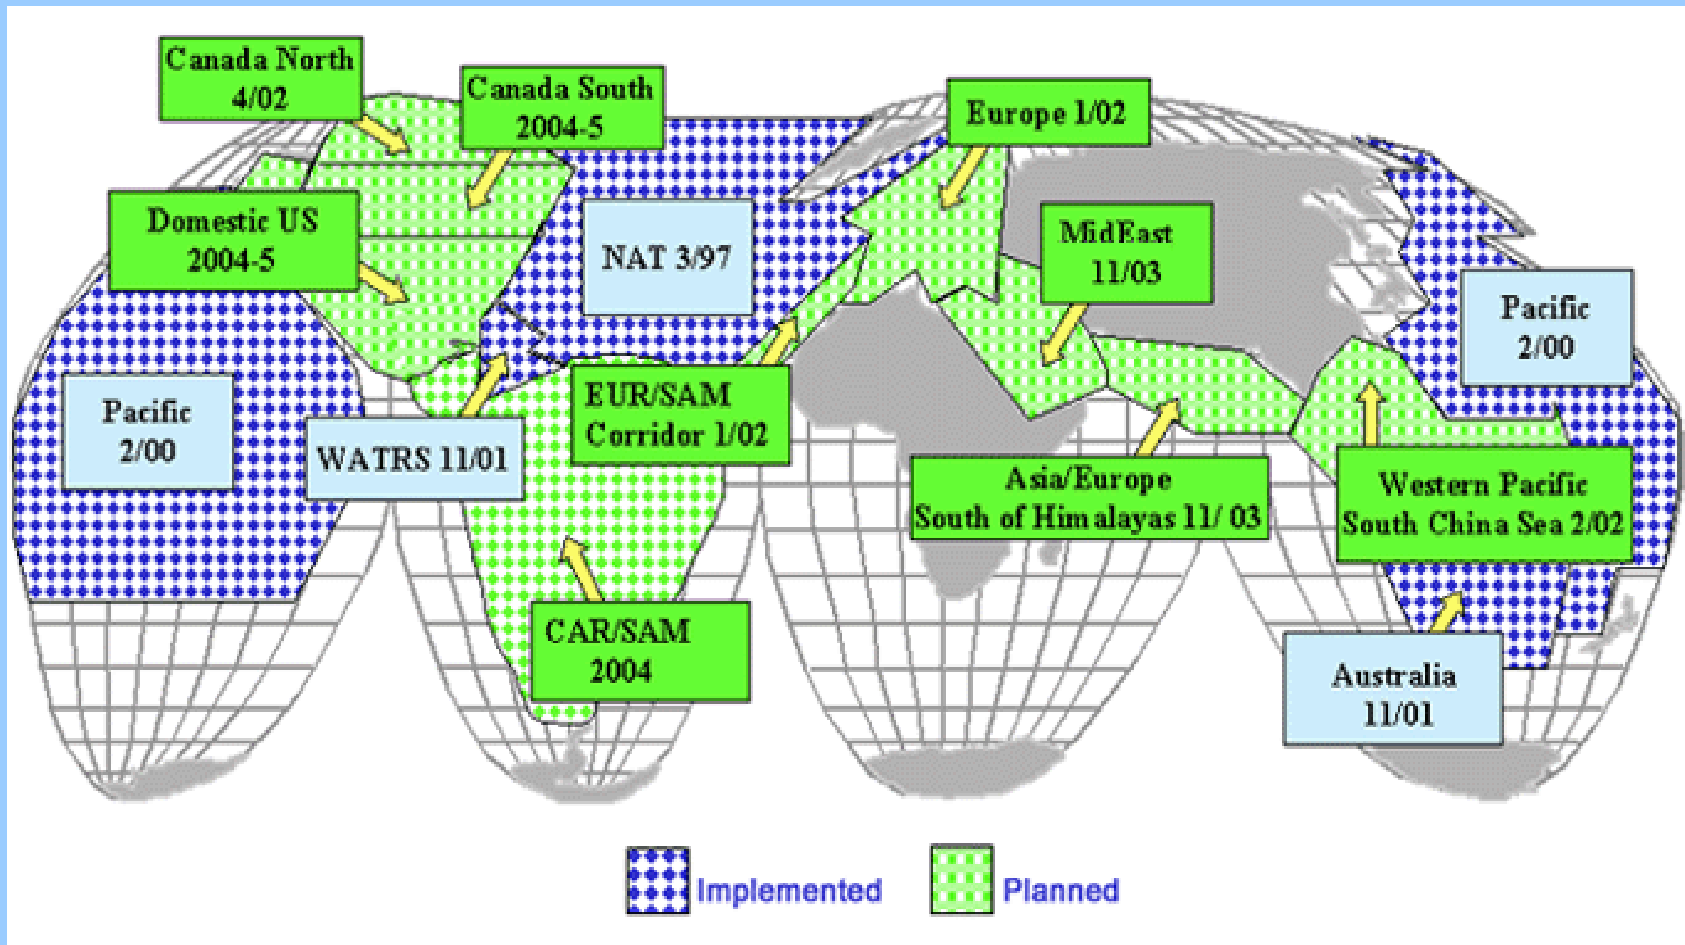 Canada North
4/02
Canada South
2004-5
Europe 1/02
Domestic US
2004-5
NAT 3/97
MidEast
11/03
Pacific
2/00
Pacific
2/00
WATRS 11/01
EUR/SAM
Corridor 1/02
Asia/Europe
South of Himalayas 11/ 03
Western Pacific
South China Sea 2/02
CAR/SAM
2004
Australia
11/01
Implemented
Planned